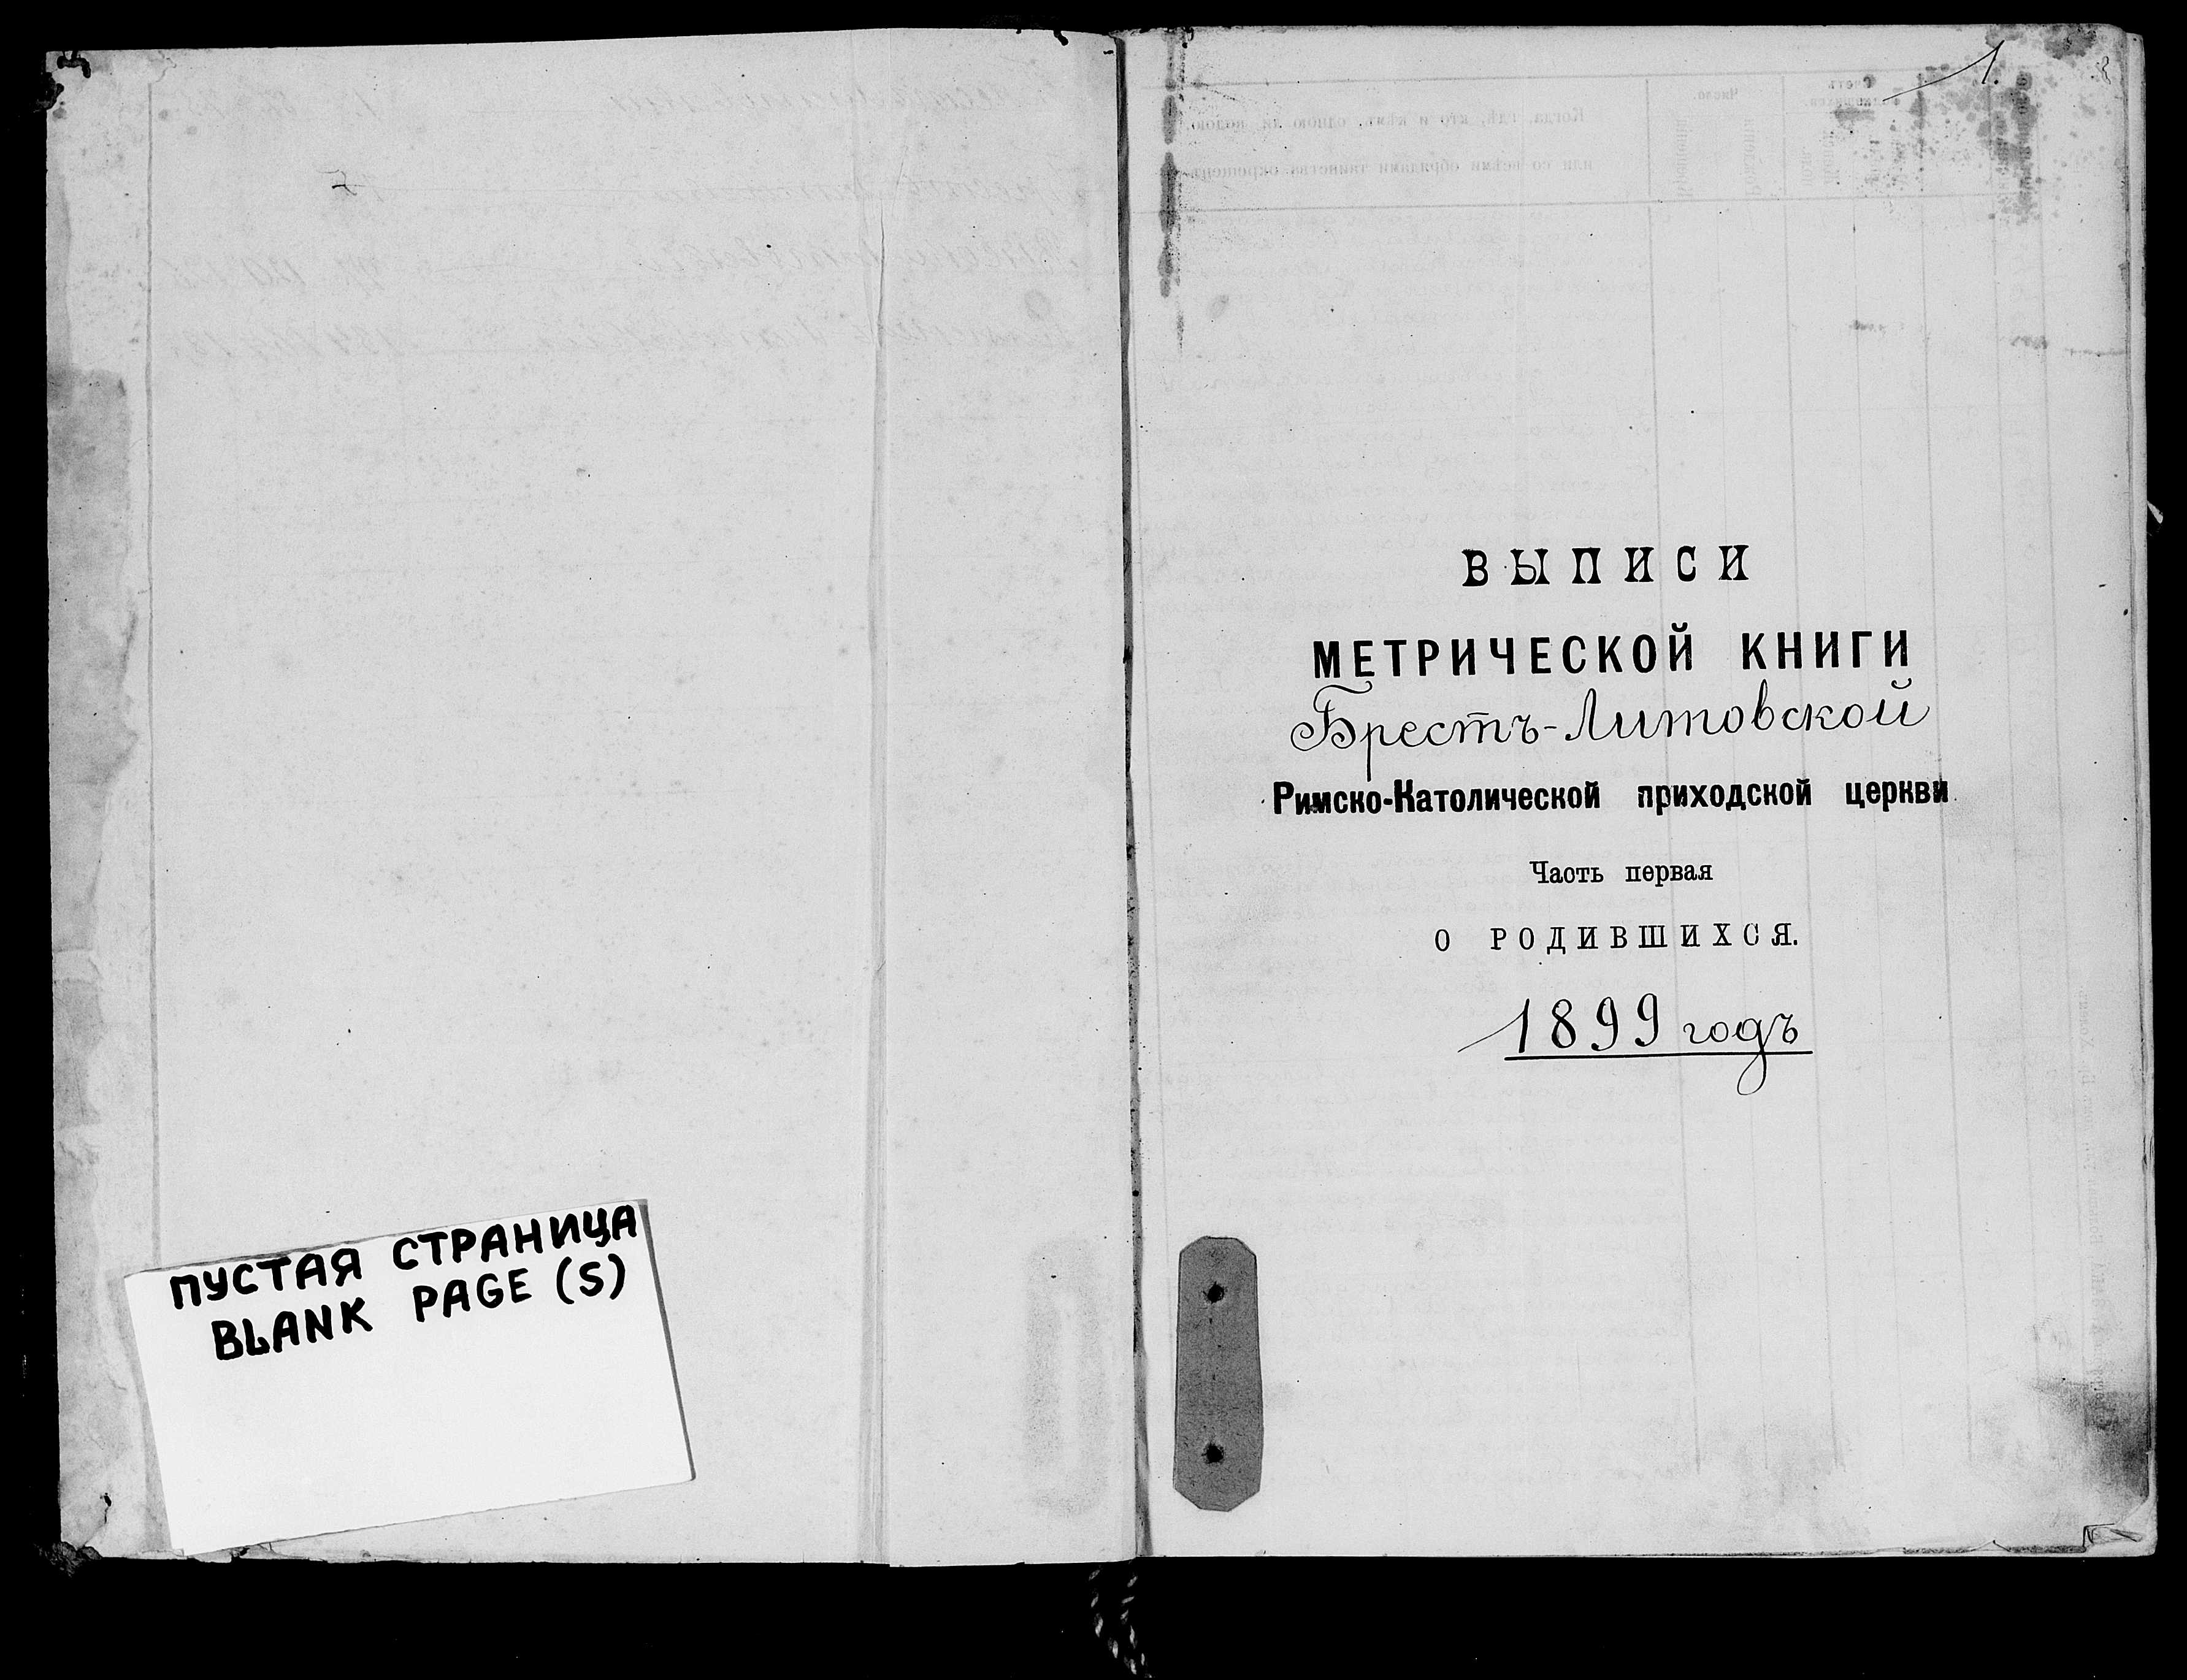 ПУСТАЯ СТРАНИЦА
BLANK PAGE (S)
1.
ВЫПИСИ
МЕТРИЧЕСКОЙ КНИГИ
Брестъ-Литовской
Римско-Католической приходской церкви
Часть первая
О РОДИВШИХСЯ.
1899 годъ